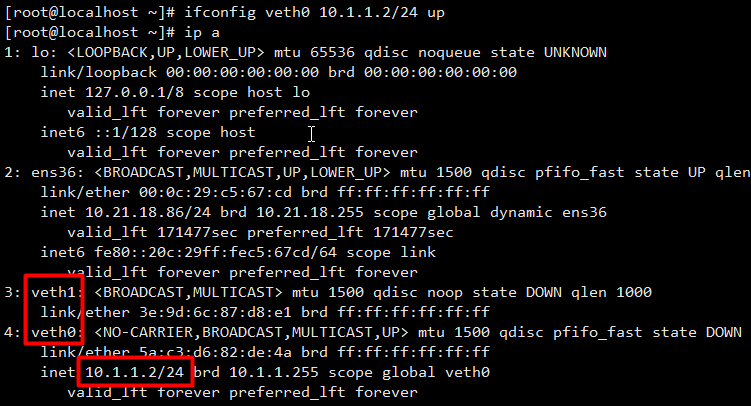 [root@localhost ~]# ifconfig veth0 10.1.1.2/24 up
[root@localhost ~]# ip a
1: lo: <LOOPBACK,UP,LOWER_UP> mtu 65536 qdisc noqueue state UNKNOWN
    link/loopback 00:00:00:00:00:00 brd 00:00:00:00:00:00
    inet 127.0.0.1/8 scope host lo
       valid_lft forever preferred_lft forever
    inet6 ::1/128 scope host
       valid_lft forever preferred_lft forever
2: ens36: <BROADCAST,MULTICAST,UP,LOWER_UP> mtu 1500 qdisc pfifo_fast state UP qlen
    link/ether 00:0c:29:c5:67:cd brd ff:ff:ff:ff:ff:ff
    inet 10.21.18.86/24 brd 10.21.18.255 scope global dynamic ens36
       valid_lft 171477sec preferred_lft 171477sec
    inet6 fe80::20c:29ff:fec5:67cd/64 scope link
       valid_lft forever preferred_lft forever
3: veth1: <BROADCAST,MULTICAST> mtu 1500 qdisc noop state DOWN qlen 1000
    link/ether 3e:9d:6c:87:d8:e1 brd ff:ff:ff:ff:ff:ff
4: veth0: <NO-CARRIER,BROADCAST,MULTICAST,UP> mtu 1500 qdisc pfifo_fast state DOWN
    link/ether 5a:c3:d6:82:de:4a brd ff:ff:ff:ff:ff:ff
    inet 10.1.1.2/24 brd 10.1.1.255 scope global veth0
       valid_lft forever preferred_lft forever